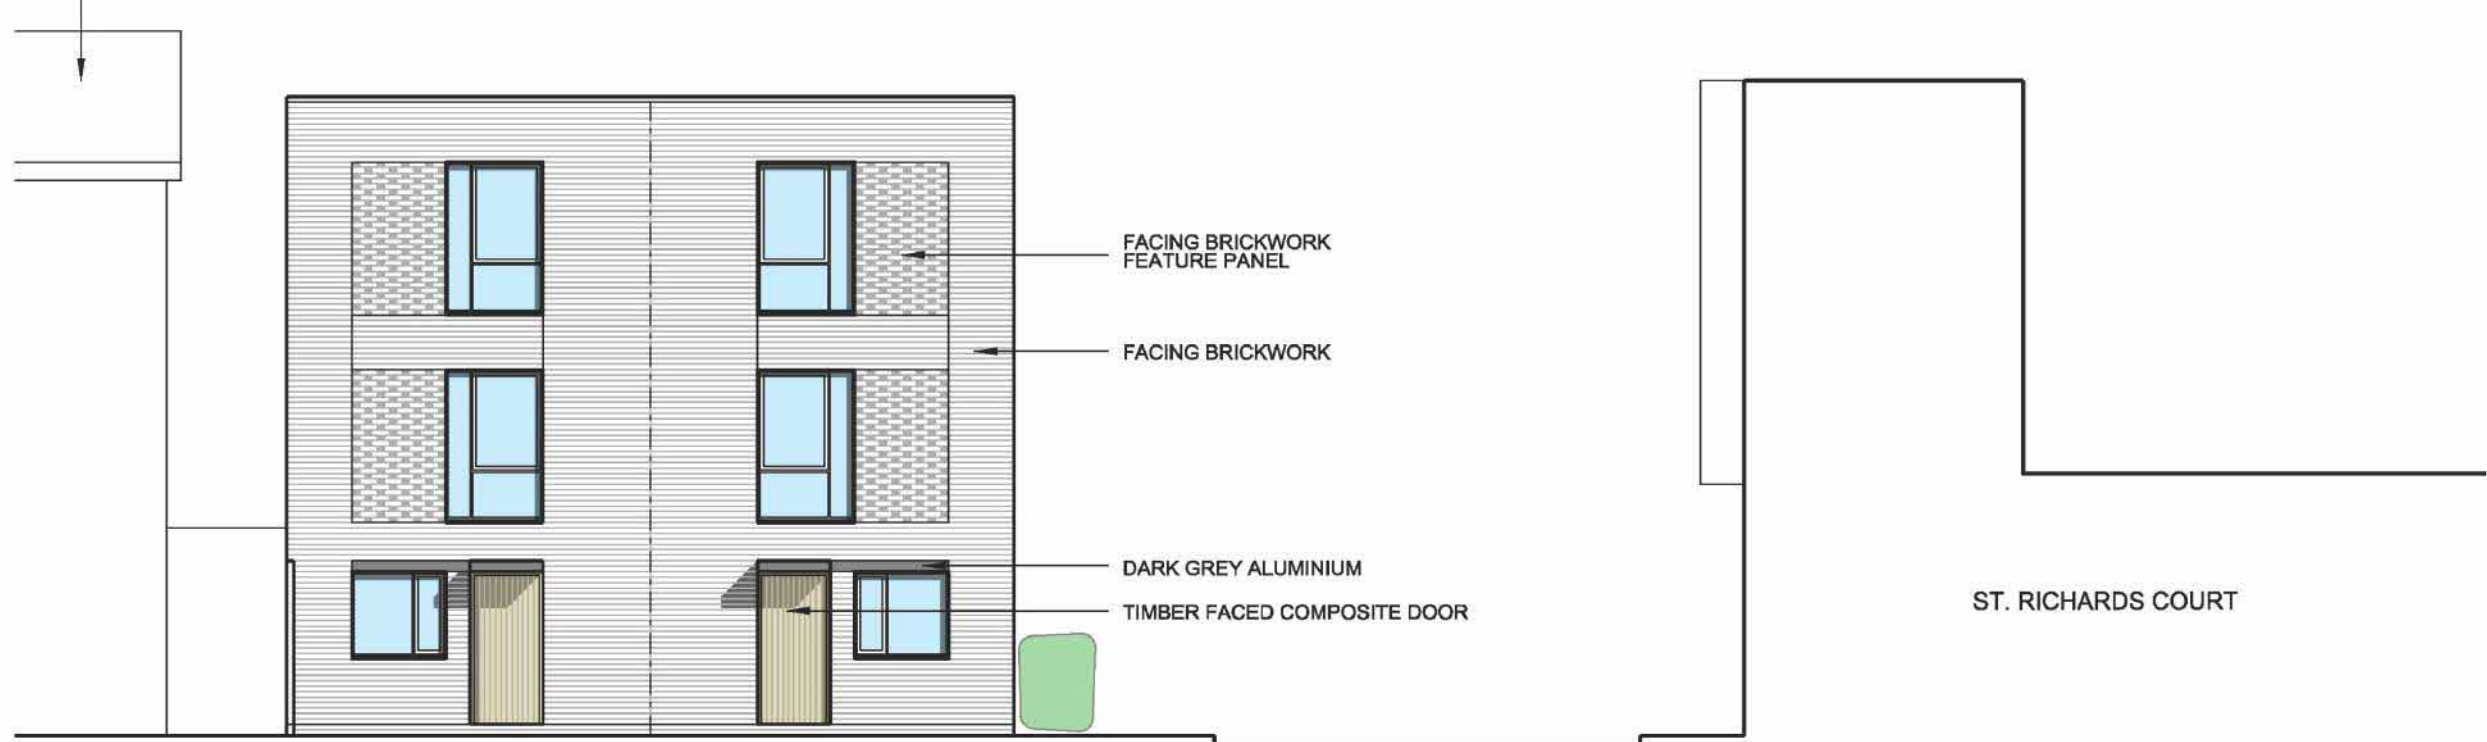 FACING BRICKWORK
FEATURE PANEL
FACING BRICKWORK
DARK GREY ALUMINIUM
TIMBER FACED COMPOSITE DOOR
ST. RICHARDS COURT